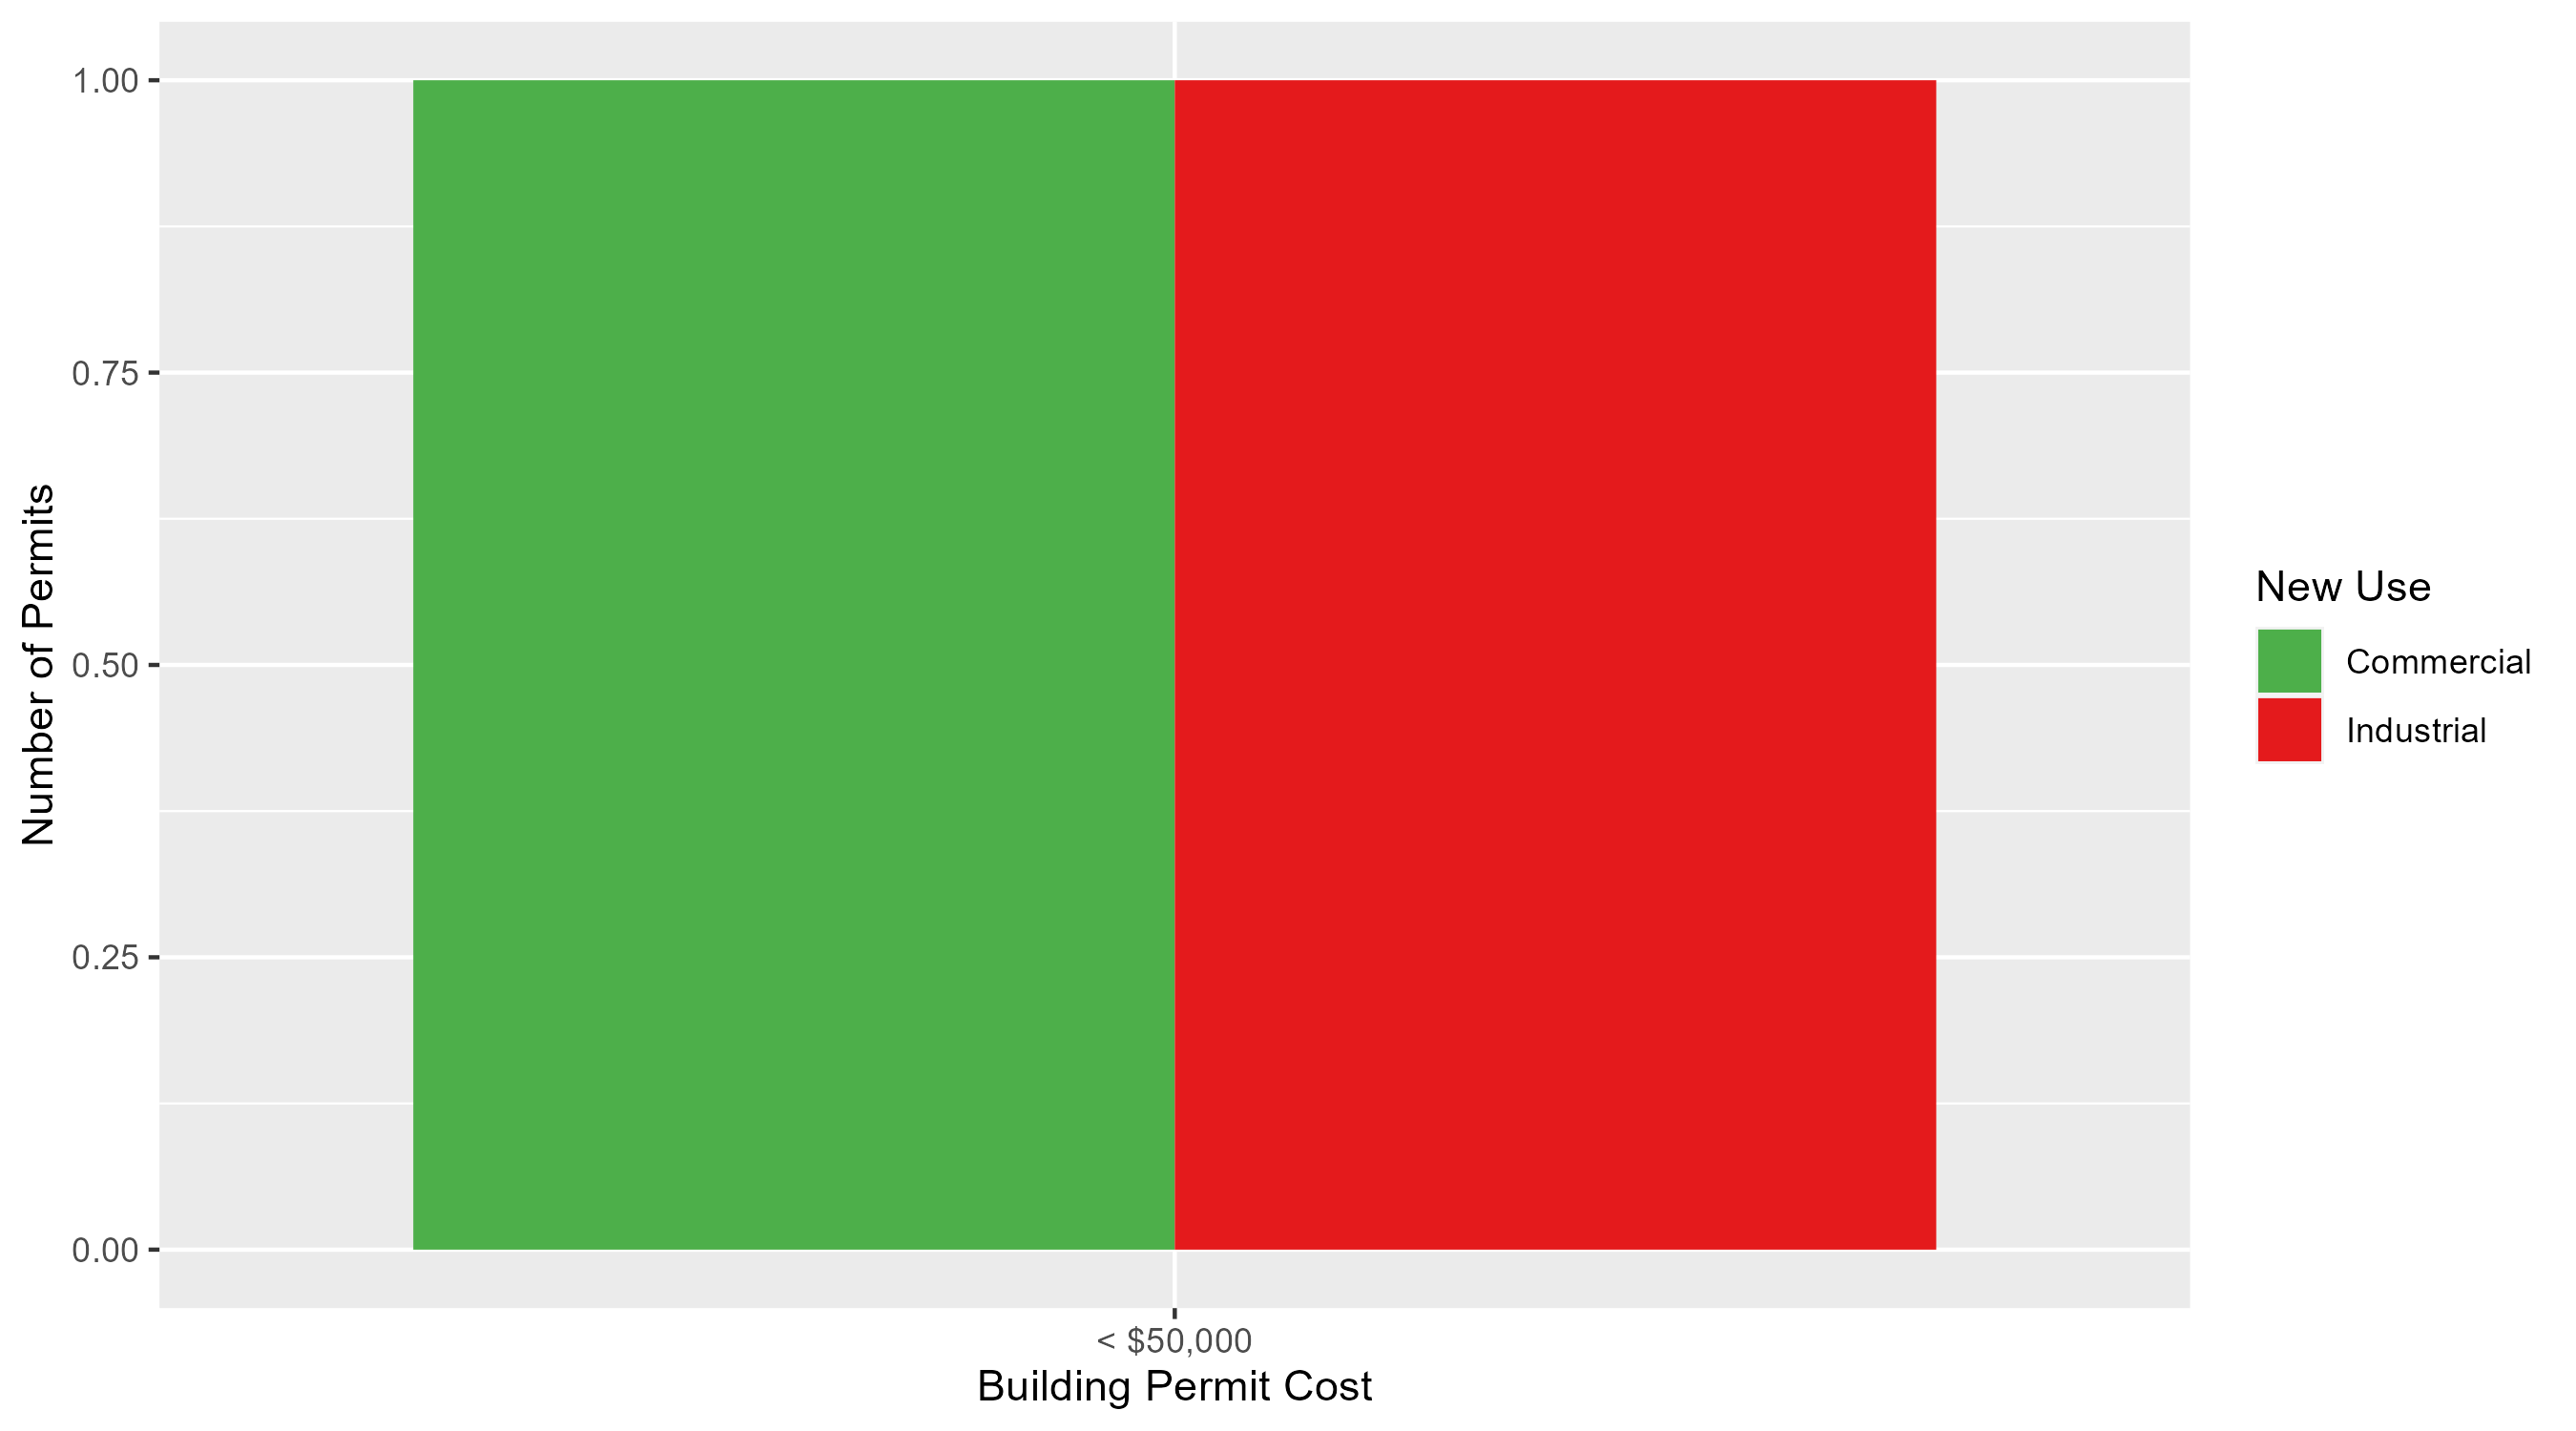 Number of Permits
1.00
0.75
0.50
0.25
0.00
< $50,000
Building Permit Cost
New Use
Commercial
Industrial